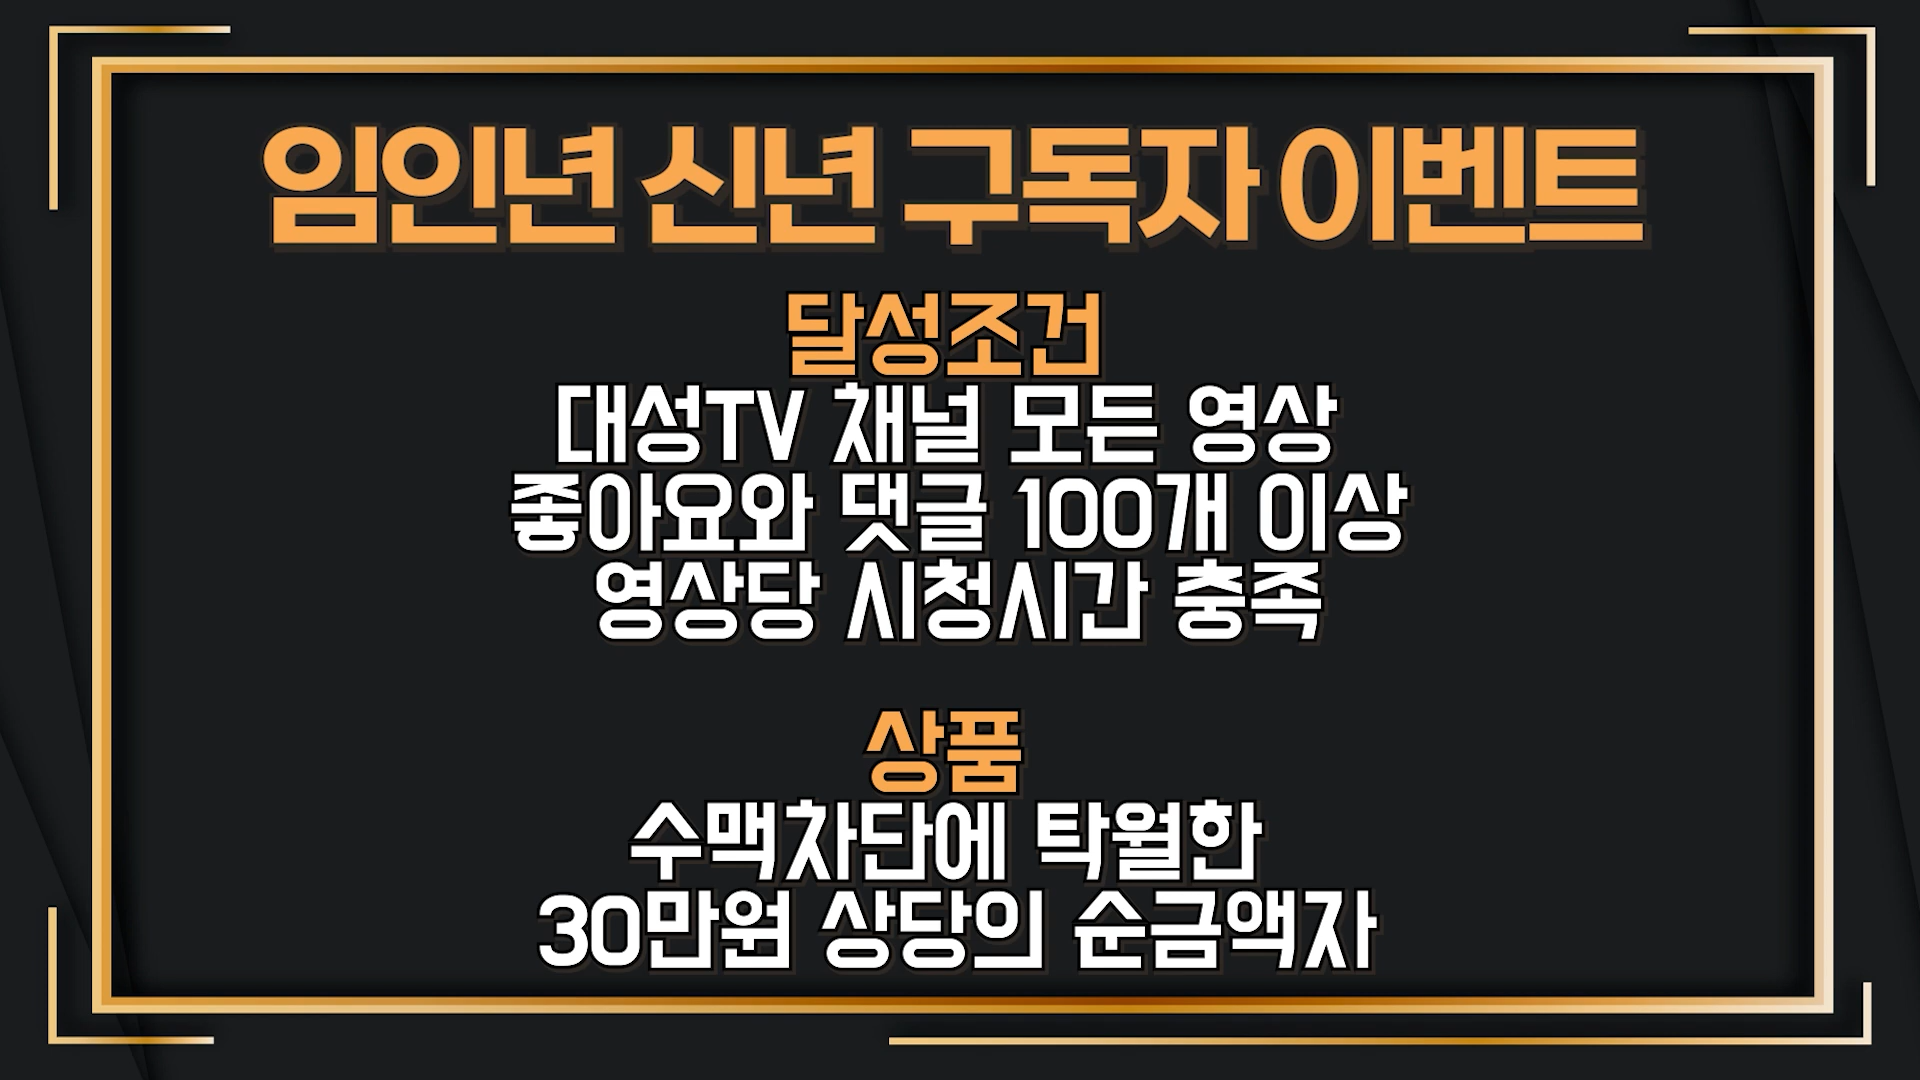 임인년 신년 구독자 이벤트
달성조건
대성TV 채널 모든 영상
좋아요와 댓글 100개 이상
영상당 시청시간 충족
상품
수맥차단에 탁월한
30만원 상당의 순금액자